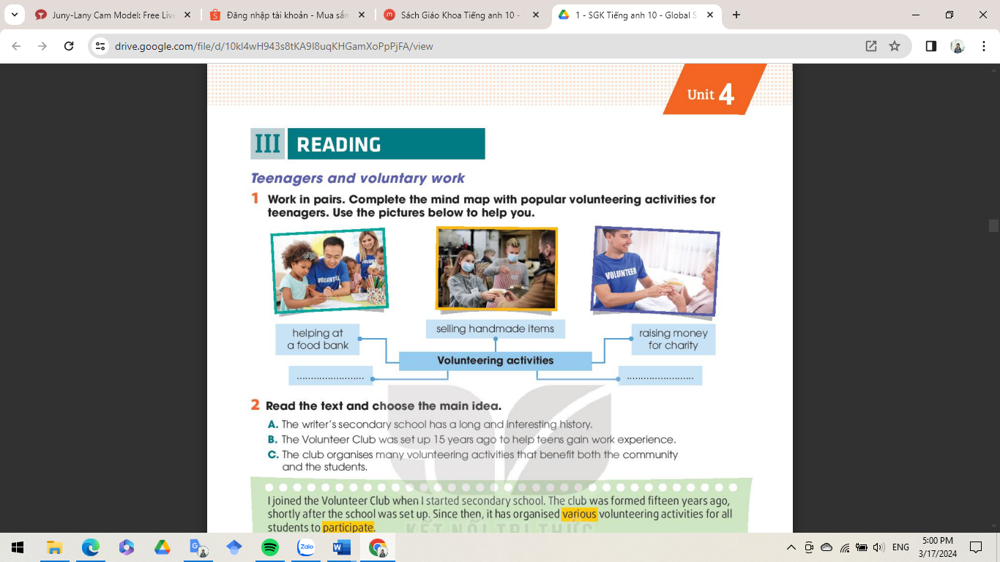 Juny-Lany Cam Model: Free Live
Đăng nhập tài khoản - Mua sắm
Sách Giáo Khoa Tiếng anh 10 -
1 - SGK Tiếng anh 10 - Global S
drive.google.com/file/d/10kl4wH943s8tKA9I8uqKHGamXoPpPjFA/view
Unit 4
III READING
Teenagers and voluntary work
1 Work in pairs. Complete the mind map with popular volunteering activities for
teenagers. Use the pictures below to help you.
VOLUNTEER
VOLUNTEER
helping at
a food bank
selling handmade items
raising money
for charity
Volunteering activities
........................
........................
2 Read the text and choose the main idea.
A. The writer's secondary school has a long and interesting history.
B. The Volunteer Club was set up 15 years ago to help teens gain work experience.
C. The club organises many volunteering activities that benefit both the community
and the students.
I joined the Volunteer Club when I started secondary school. The club was formed fifteen years ago,
shortly after the school was set up. Since then, it has organised various volunteering activities for all
students to participate.
KẾT NỐI TRI THỨC
Zalo
ENG
5:00 PM
3/17/2024